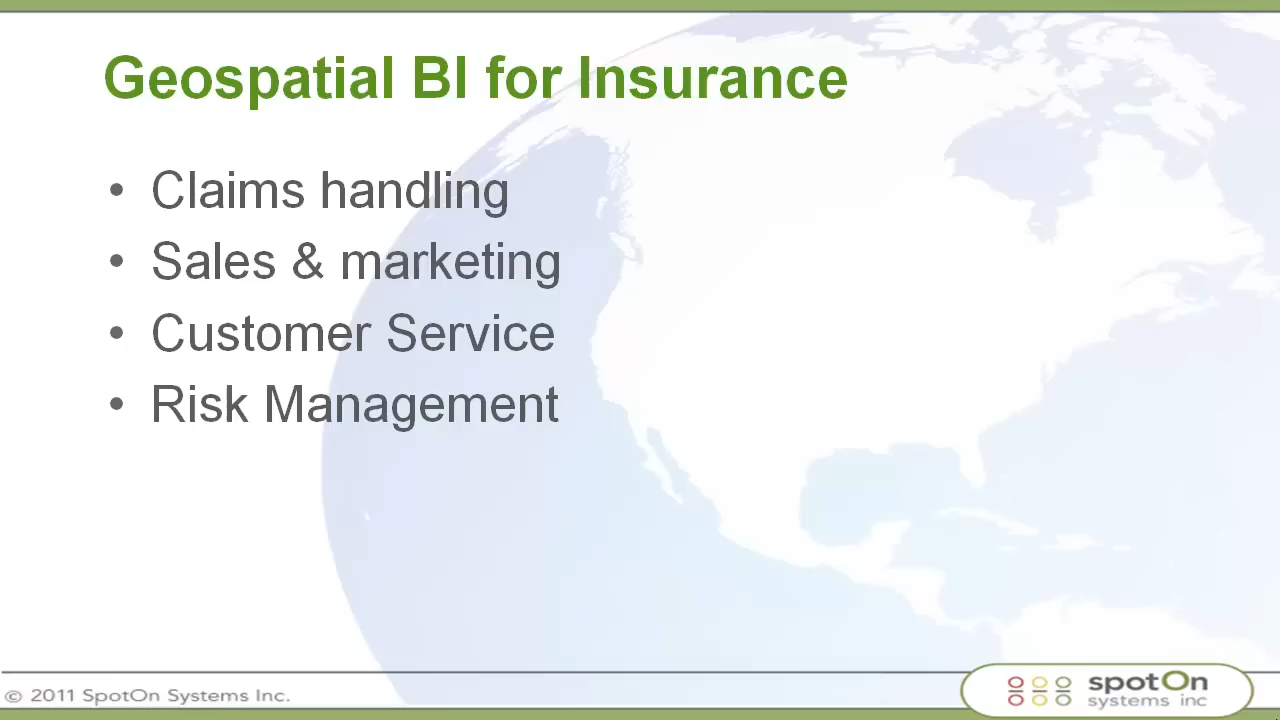 Geospatial BI for Insurance
• Claims handling
• Sales & marketing
• Customer Service
• Risk Management
© 2011 SpotOn Systems Inc.
spotOn
systems inc